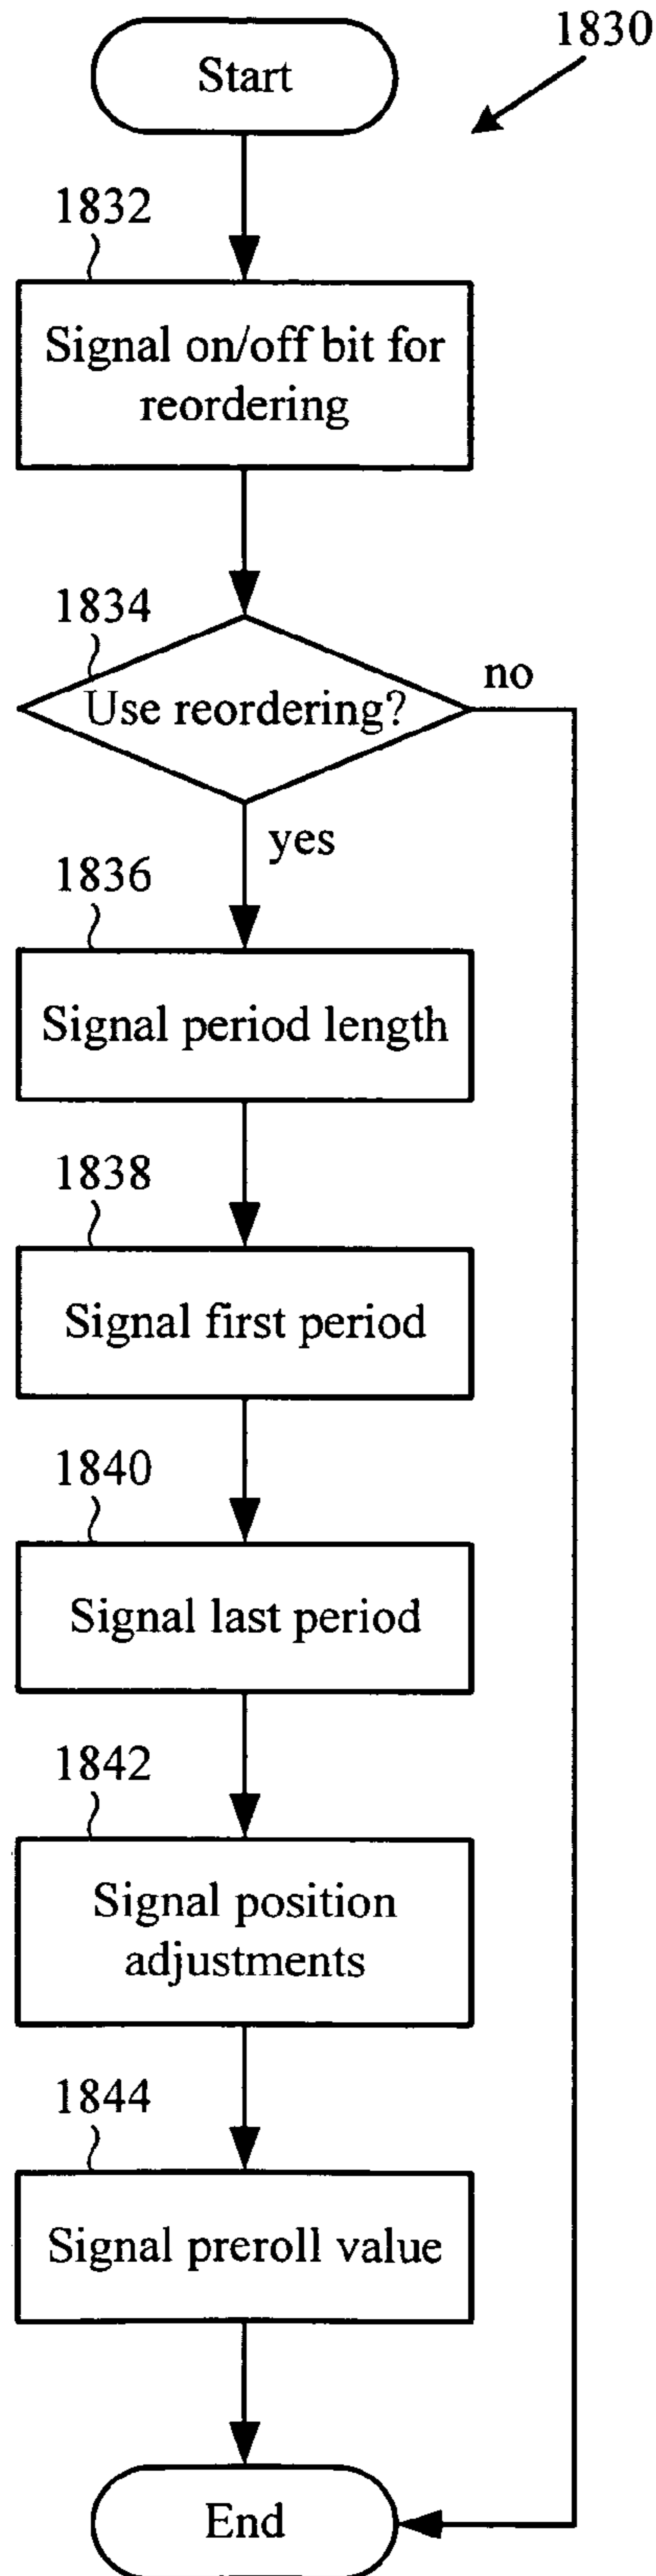 1830
Start
1832
Signal on/off bit for
reordering
1834
Use reordering?
no
yes
1836
Signal period length
1838
Signal first period
1840
Signal last period
1842
Signal position
adjustments
1844
Signal preroll value
End